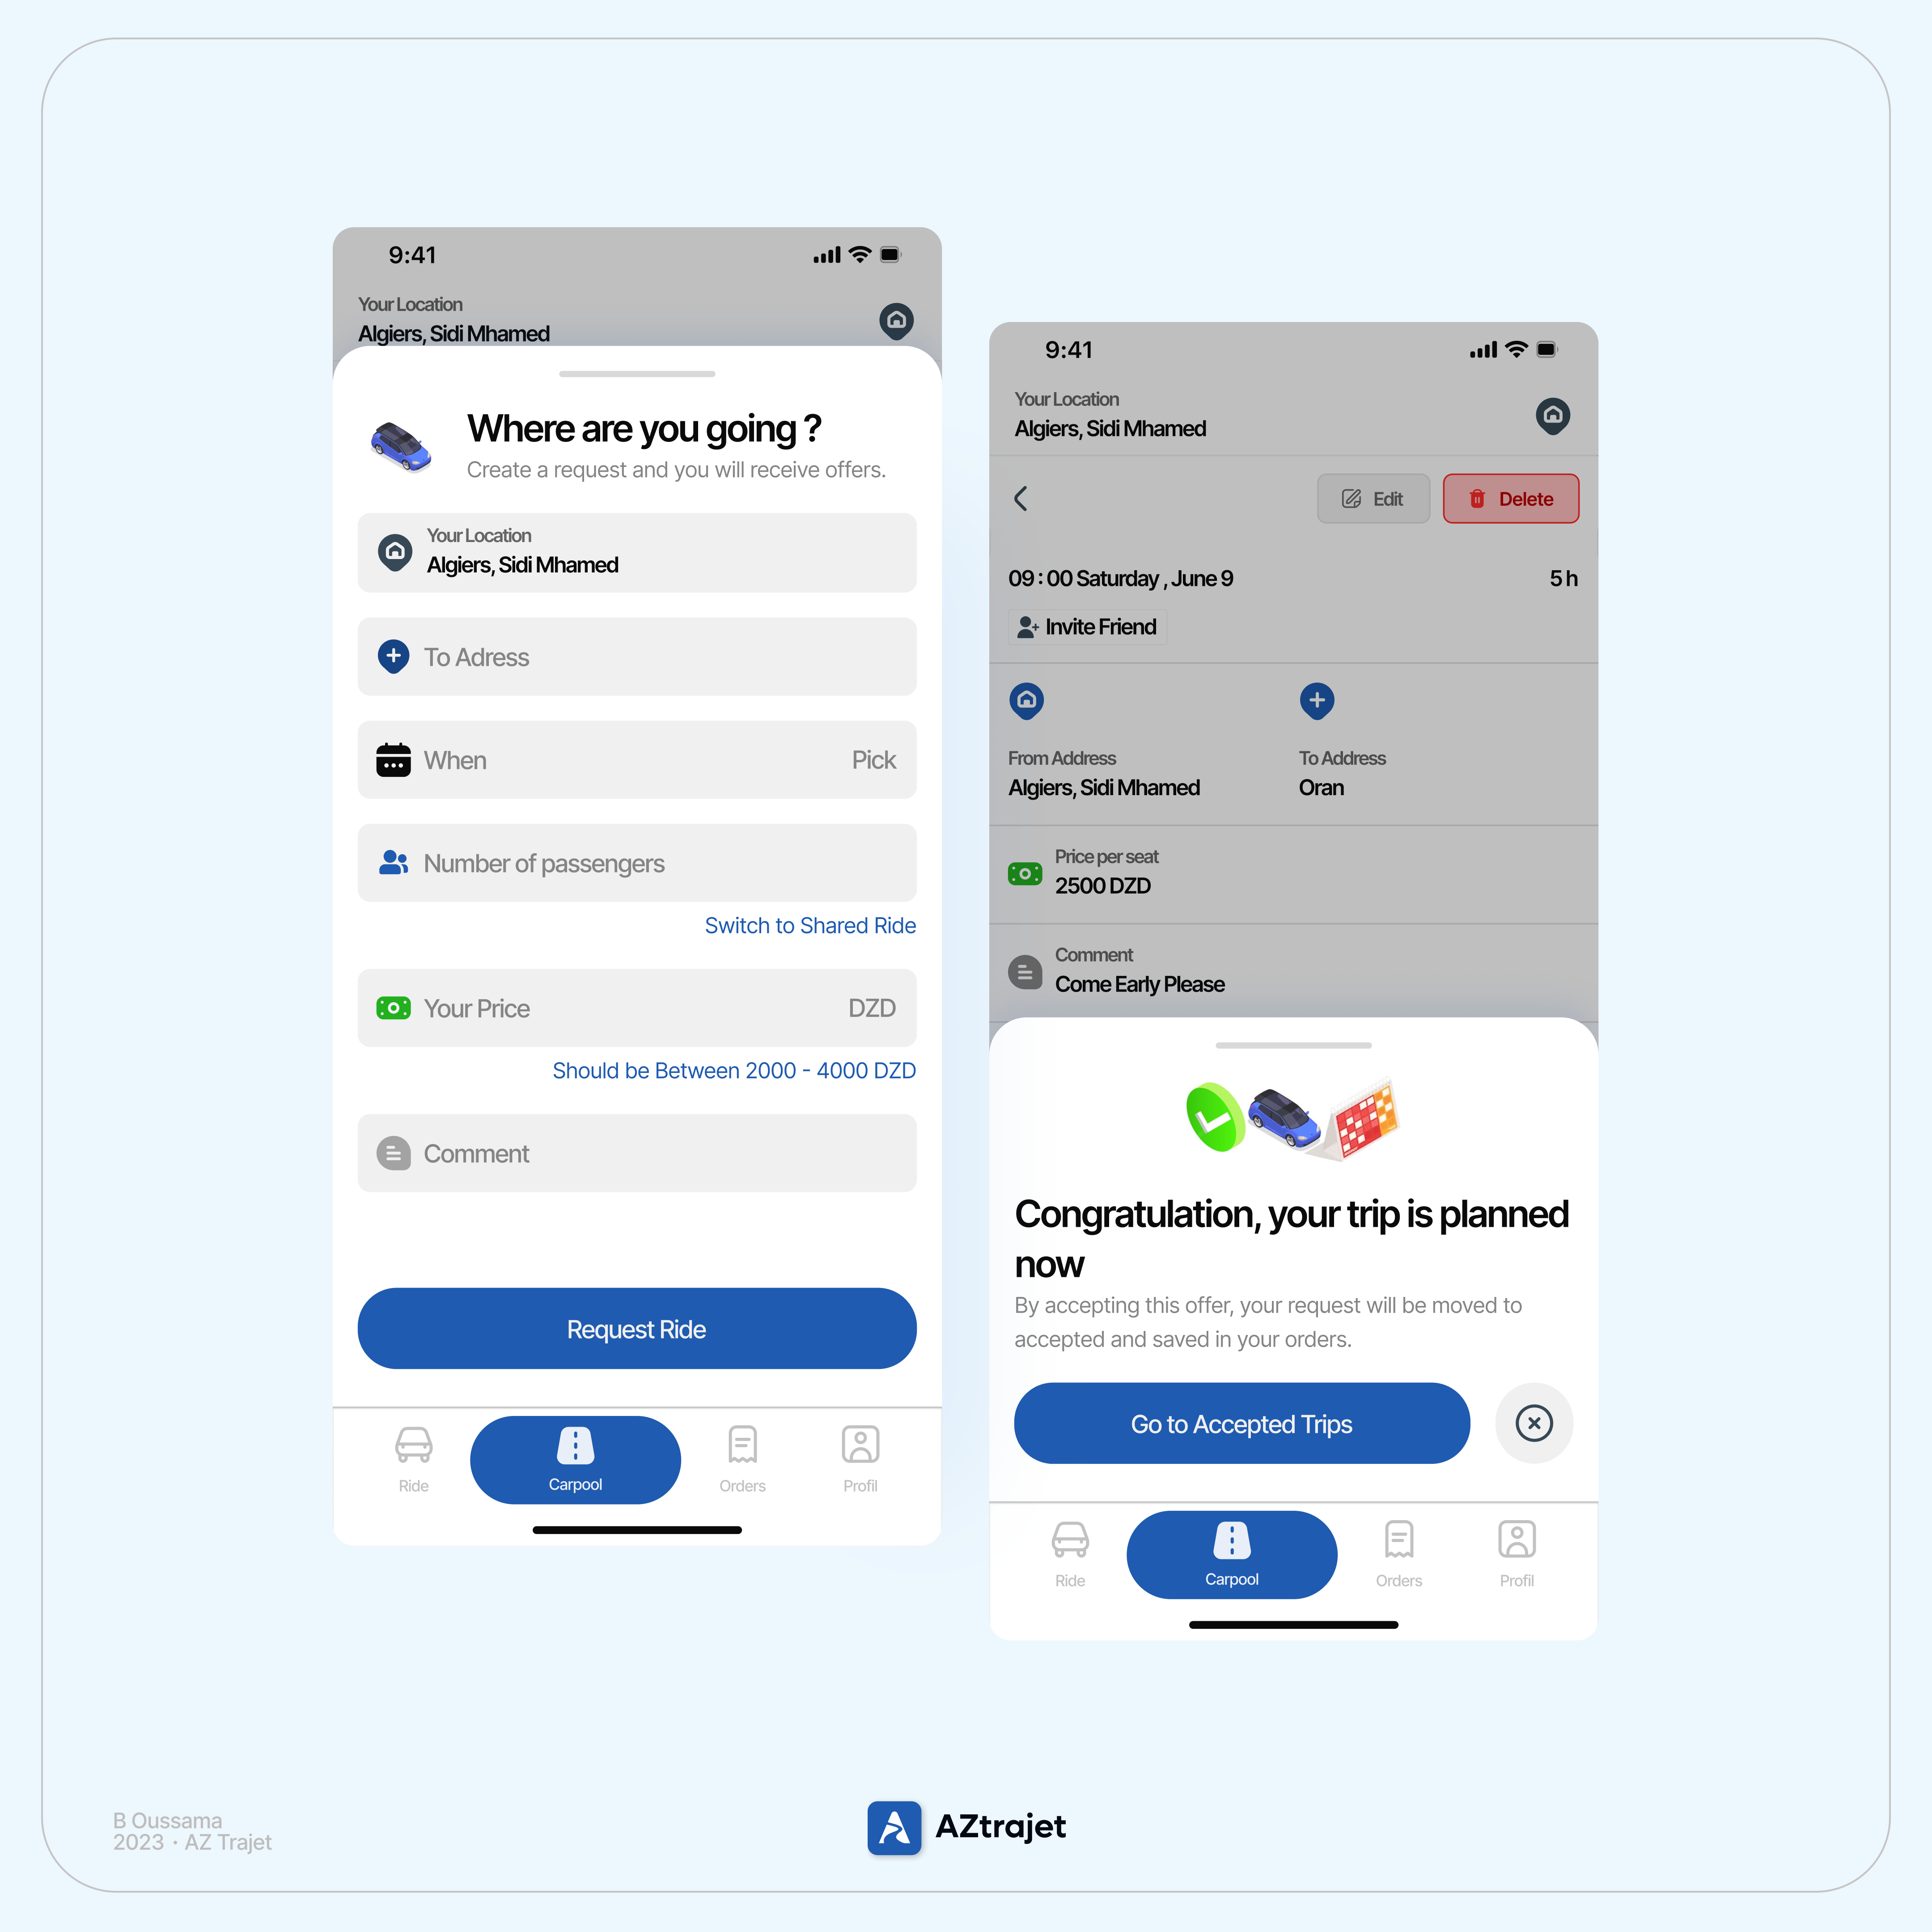 9:41
Your Location
Algiers, Sidi Mhamed
Where are you going ?
Create a request and you will receive offers.
Your Location
Algiers, Sidi Mhamed
To Adress
When
Pick
Number of passengers
Switch to Shared Ride
Your Price
DZD
Should be Between 2000 - 4000 DZD
Comment
Request Ride
Ride
Carpool
Orders
Profil
9:41
Your Location
Algiers, Sidi Mhamed
Edit
Delete
09 : 00 Saturday , June 9
5 h
Invite Friend
From Address
Algiers, Sidi Mhamed
To Address
Oran
Price per seat
2500 DZD
Comment
Come Early Please
Congratulation, your trip is planned
now
By accepting this offer, your request will be moved to
accepted and saved in your orders.
Go to Accepted Trips
Ride
Carpool
Orders
Profil
B Oussama
2023 · AZ Trajet
AZtrajet